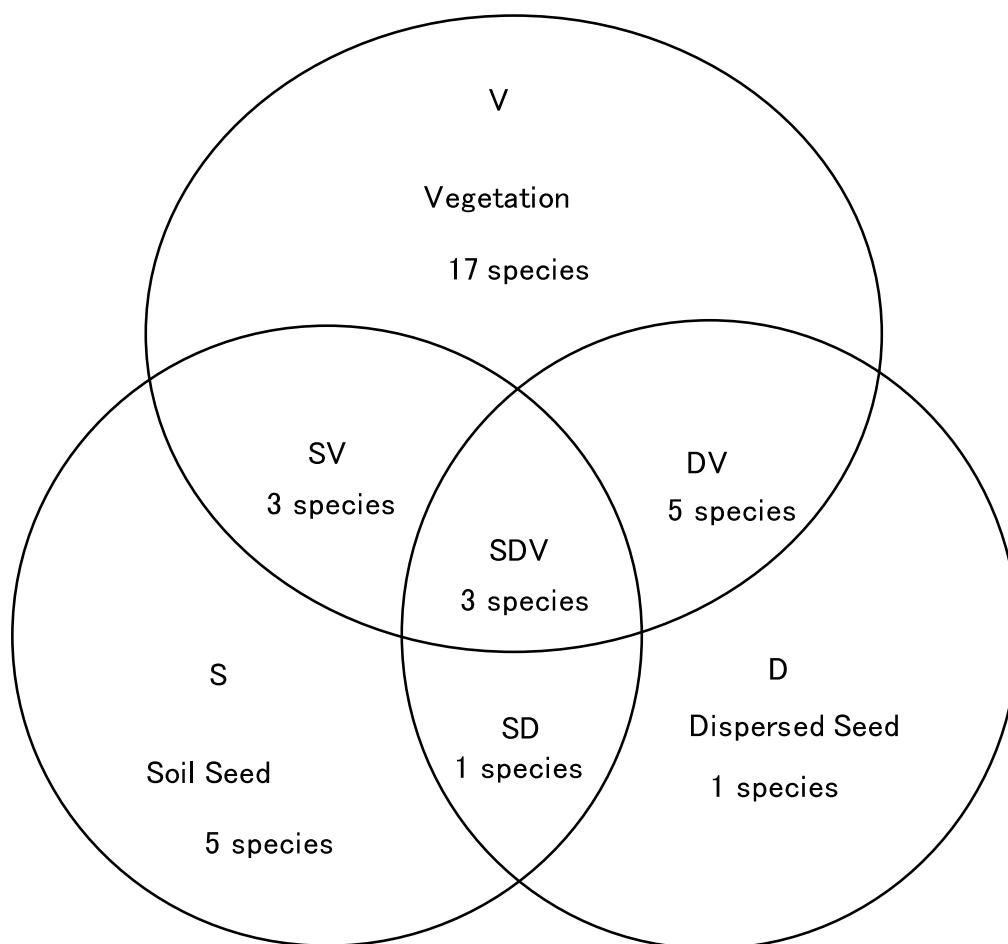 V
Vegetation
17 species
SV
3 species
DV
5 species
SDV
3 species
S
Soil Seed
5 species
SD
1 species
D
Dispersed Seed
1 species